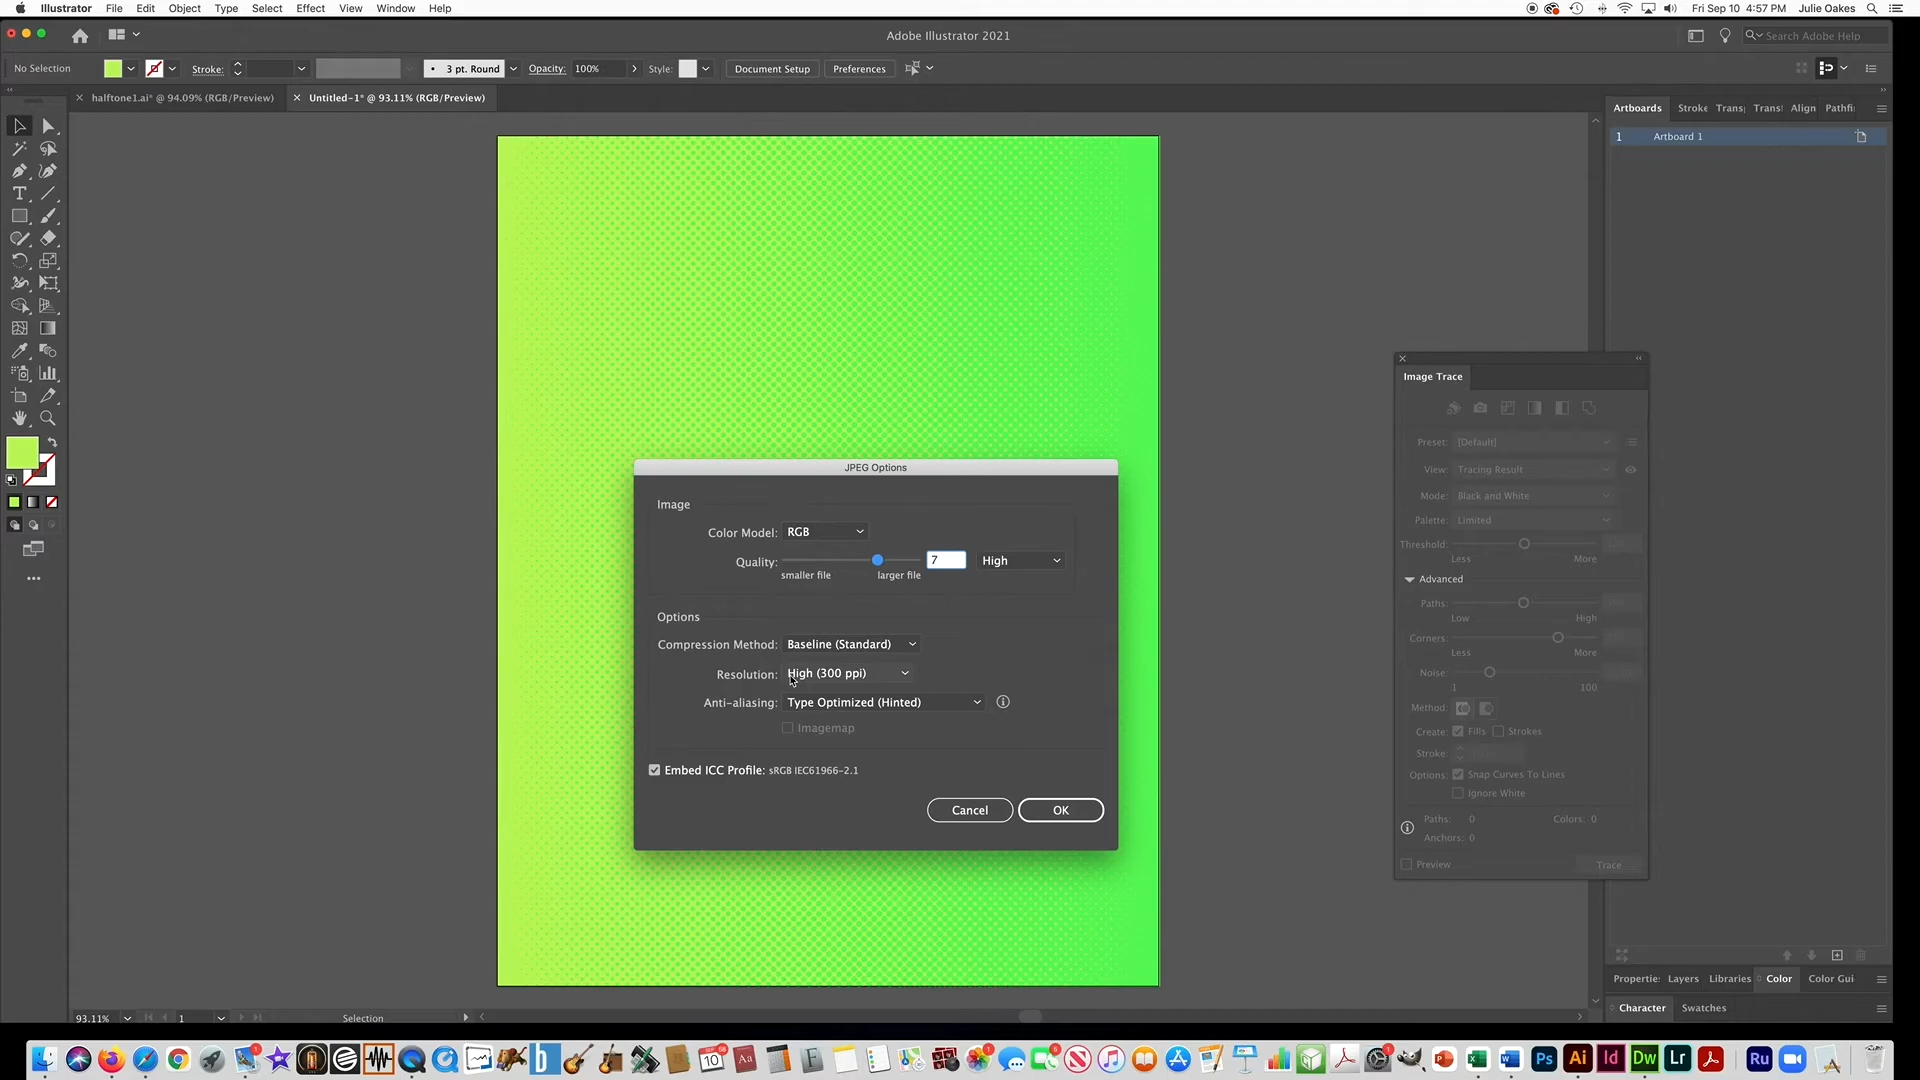 Illustrator File Edit Object Type Select Effect View Window Help
Fri Sep 10 4:57 PM Julie Oakes
Adobe Illustrator 2021
Search Adobe Help
No Selection
Stroke:
3 pt. Round
Opacity: 100%
Style:
Document Setup
Preferences
halftone1.ai* @ 94.09% (RGB/Preview)
Untitled-1* @ 93.11% (RGB/Preview)
Artboards Stroke Trans Trans Align Pathfi
1 Artboard 1
Image Trace
Preset: [Default]
View: Tracing Result
Mode: Black and White
Palette: Limited
Threshold:
Less More
Advanced
Paths:
Low High
Corners:
Less More
Noise:
1 100
Method:
Create: Fills Strokes
Stroke:
Options: Snap Curves To Lines
Ignore White
Paths: 0 Colors: 0
Anchors: 0
Preview Trace
JPEG Options
Image
Color Model: RGB
Quality: 7 High
smaller file larger file
Options
Compression Method: Baseline (Standard)
Resolution: High (300 ppi)
Anti-aliasing: Type Optimized (Hinted)
Imagemap
Embed ICC Profile: sRGB IEC61966-2.1
Cancel OK
Propertie: Layers Libraries Color Color Gui
Character Swatches
93.11% 1 Selection
10
Ps Ai Id Dw Lr Ru